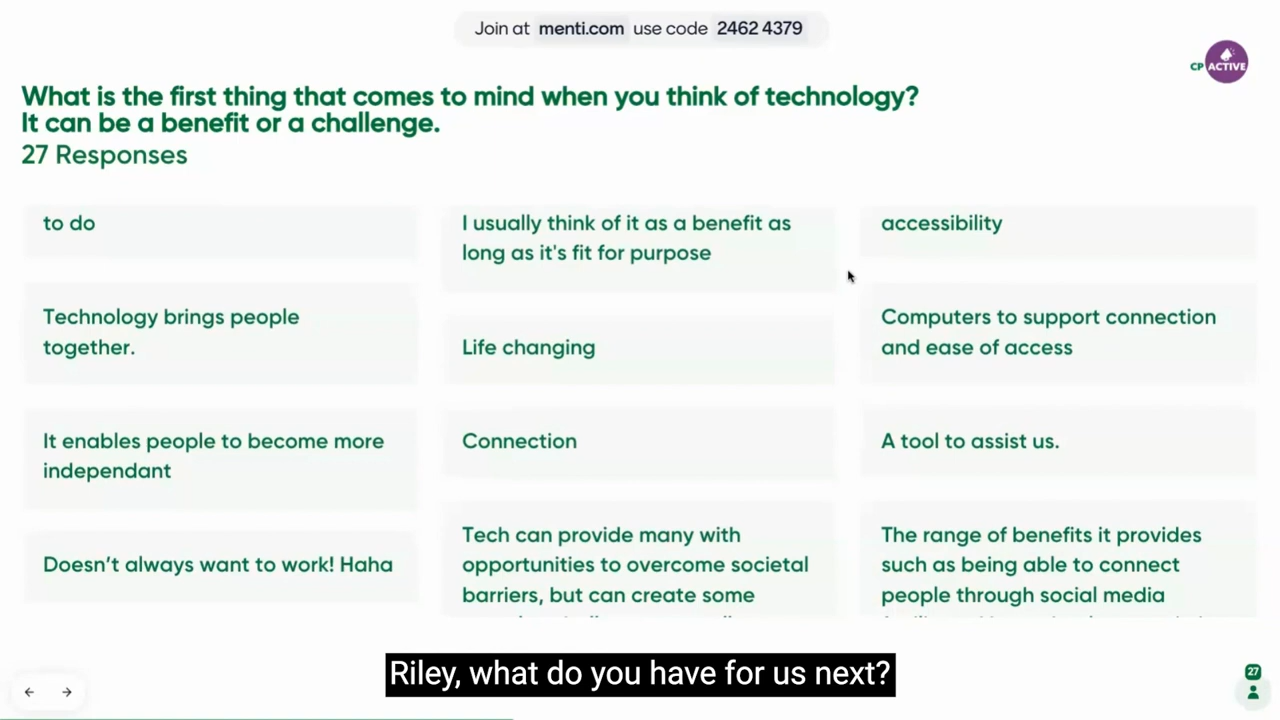 Join at menti.com use code 2462 4379
CP ACTIVE
What is the first thing that comes to mind when you think of technology?
It can be a benefit or a challenge.
27 Responses
to do
I usually think of it as a benefit as
long as it's fit for purpose
accessibility
Technology brings people
together.
Life changing
Computers to support connection
and ease of access
It enables people to become more
independant
Connection
A tool to assist us.
Doesn’t always want to work! Haha
Tech can provide many with
opportunities to overcome societal
barriers, but can create some
The range of benefits it provides
such as being able to connect
people through social media
Riley, what do you have for us next?
27